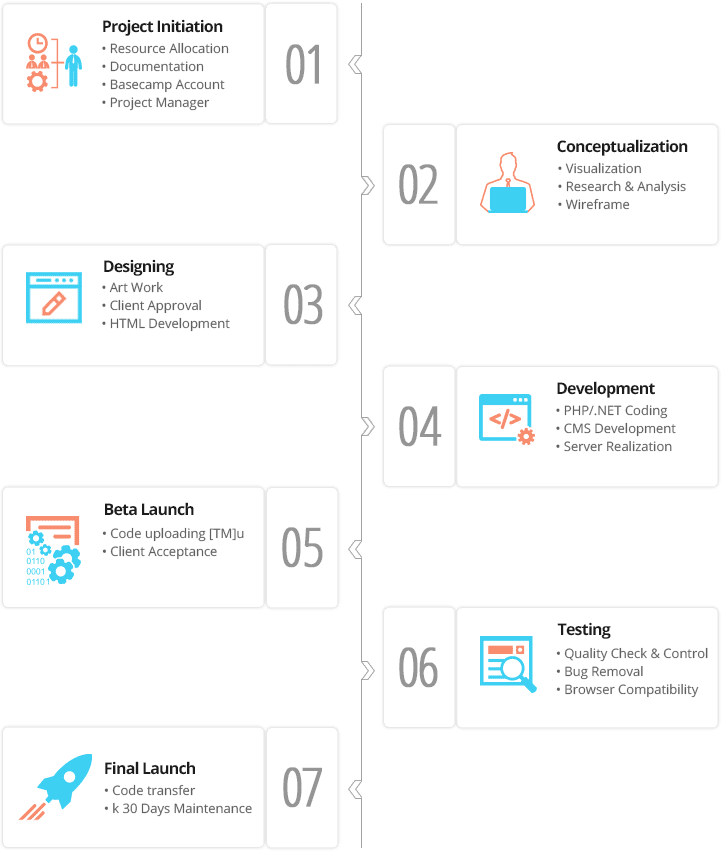 Project Initiation
• Resource Allocation
• Documentation
• Basecamp Account
• Project Manager
01
02
Conceptualization
• Visualization
• Research & Analysis
• Wireframe
Designing
• Art Work
• Client Approval
• HTML Development
03
04
Development
• PHP/.NET Coding
• CMS Development
• Server Realization
Beta Launch
• Code uploading [TM]u
• Client Acceptance
01
0110
0001
01101
05
06
Testing
• Quality Check & Control
• Bug Removal
• Browser Compatibility
Final Launch
• Code transfer
• k 30 Days Maintenance
07